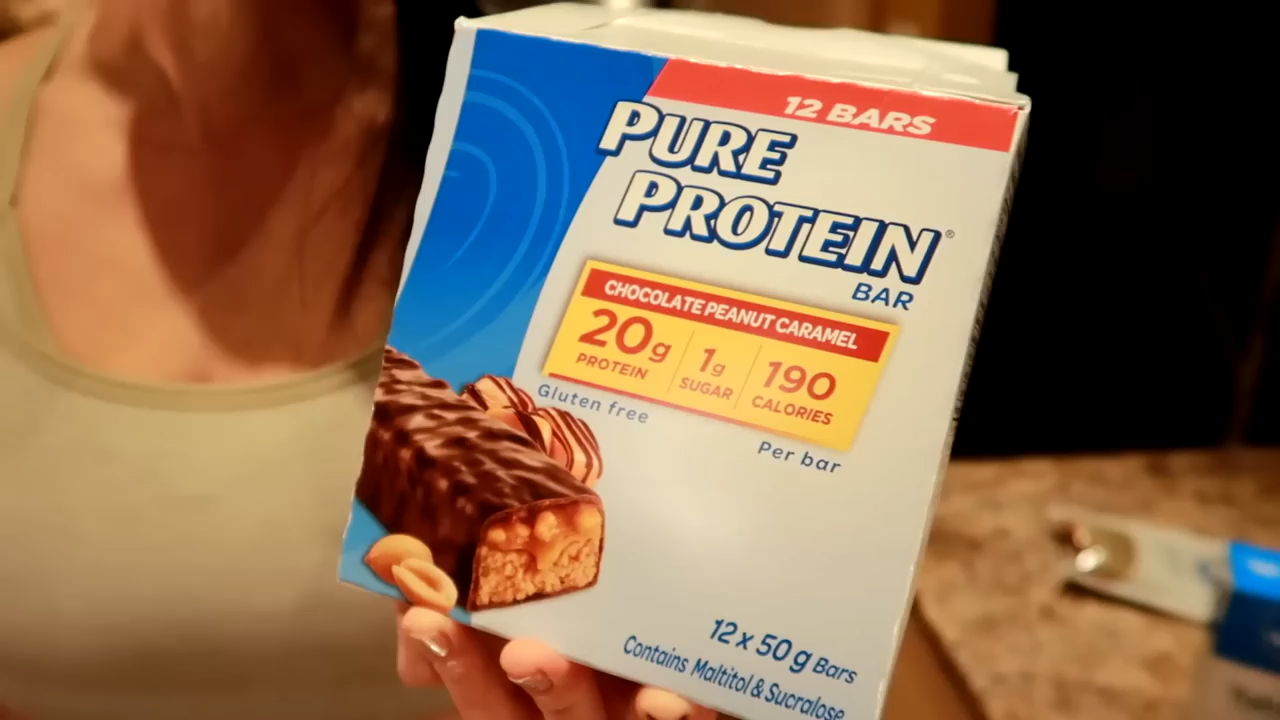 12 BARS
PURE
PROTEIN®
BAR
CHOCOLATE PEANUT CARAMEL
20g PROTEIN
1g SUGAR
190 CALORIES
Gluten free
Per bar
12 x 50 g Bars
Contains Maltitol & Sucralose